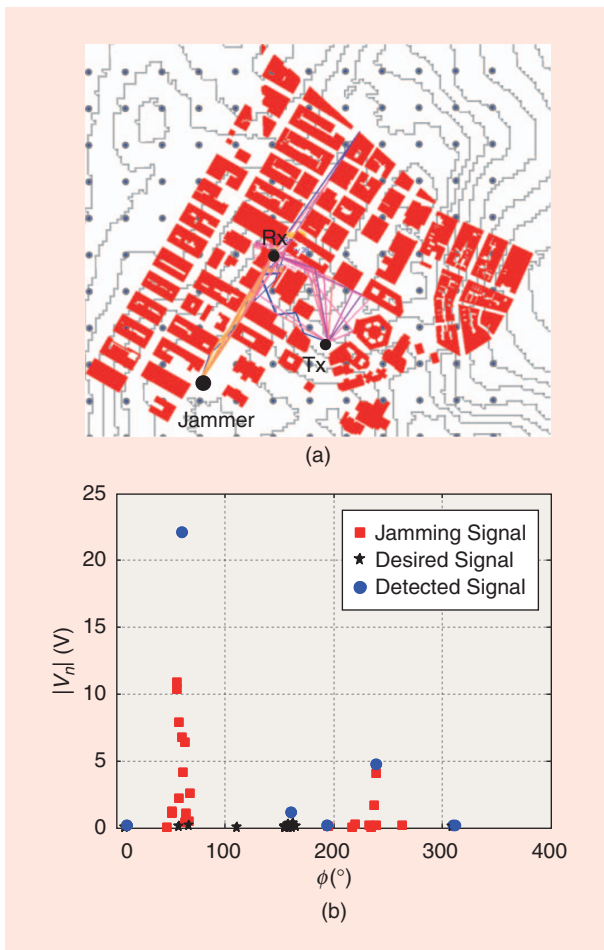 Rx
Tx
Jammer
(a)
25
20
15
10
5
0
|Vn| (V)
Jamming Signal
Desired Signal
Detected Signal
0 100 200 300 400
ϕ(°)
(b)